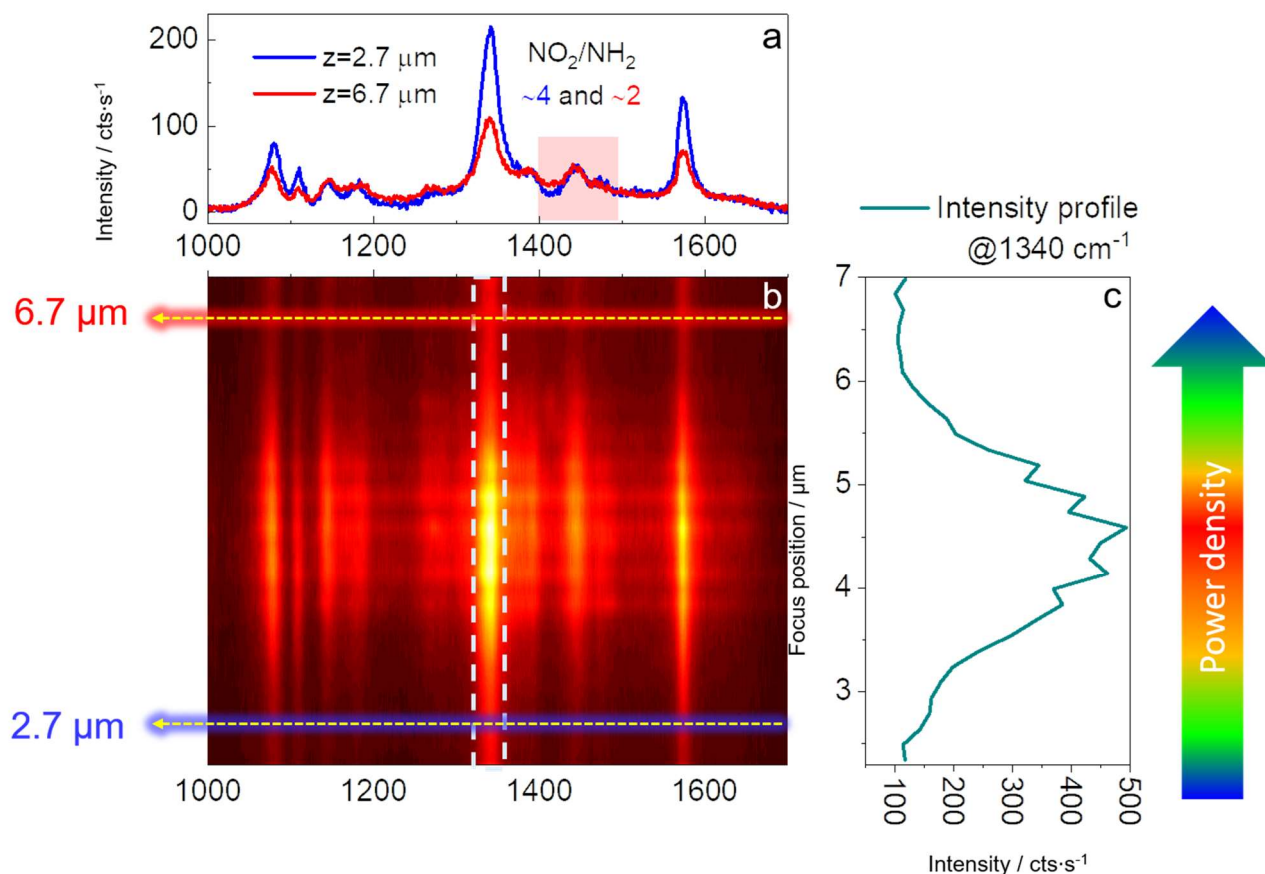 a
200
100
0
Intensity / cts·s⁻¹
z=2.7 μm
z=6.7 μm
NO₂/NH₂
~4 and ~2
1000 1200 1400 1600
6.7 μm
2.7 μm
b
1000 1200 1400 1600
Intensity profile
@1340 cm⁻¹
c
7
6
5
4
3
Focus position / μm
100 200 300 400 500
Intensity / cts·s⁻¹
Power density